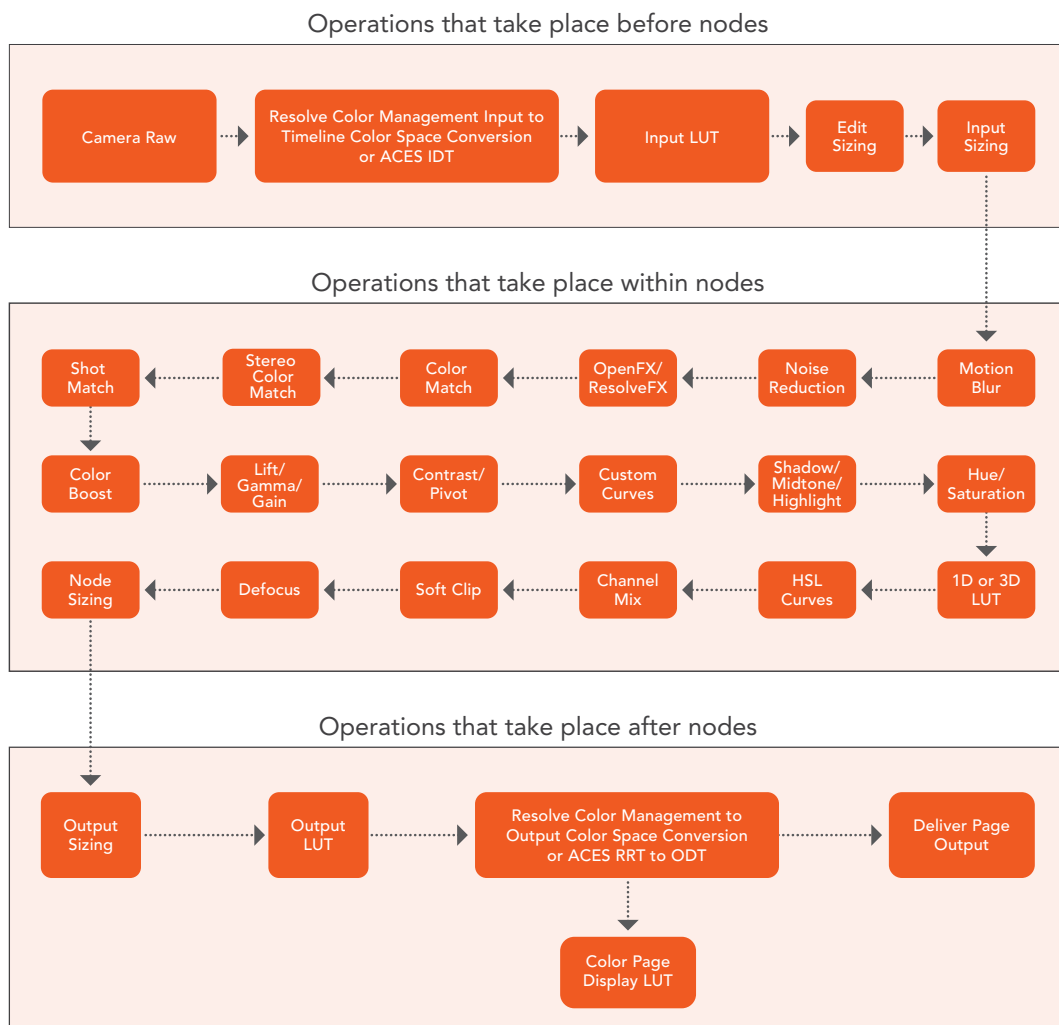 Operations that take place before nodes
Camera Raw
Resolve Color Management Input to
Timeline Color Space Conversion
or ACES IDT
Input LUT
Edit
Sizing
Input
Sizing
Operations that take place within nodes
Shot
Match
Stereo
Color
Match
Color
Match
OpenFX/
ResolveFX
Noise
Reduction
Motion
Blur
Color
Boost
Lift/
Gamma/
Gain
Contrast/
Pivot
Custom
Curves
Shadow/
Midtone/
Highlight
Hue/
Saturation
Node
Sizing
Defocus
Soft Clip
Channel
Mix
HSL
Curves
1D or 3D
LUT
Operations that take place after nodes
Output
Sizing
Output
LUT
Resolve Color Management to
Output Color Space Conversion
or ACES RRT to ODT
Deliver Page
Output
Color Page
Display LUT